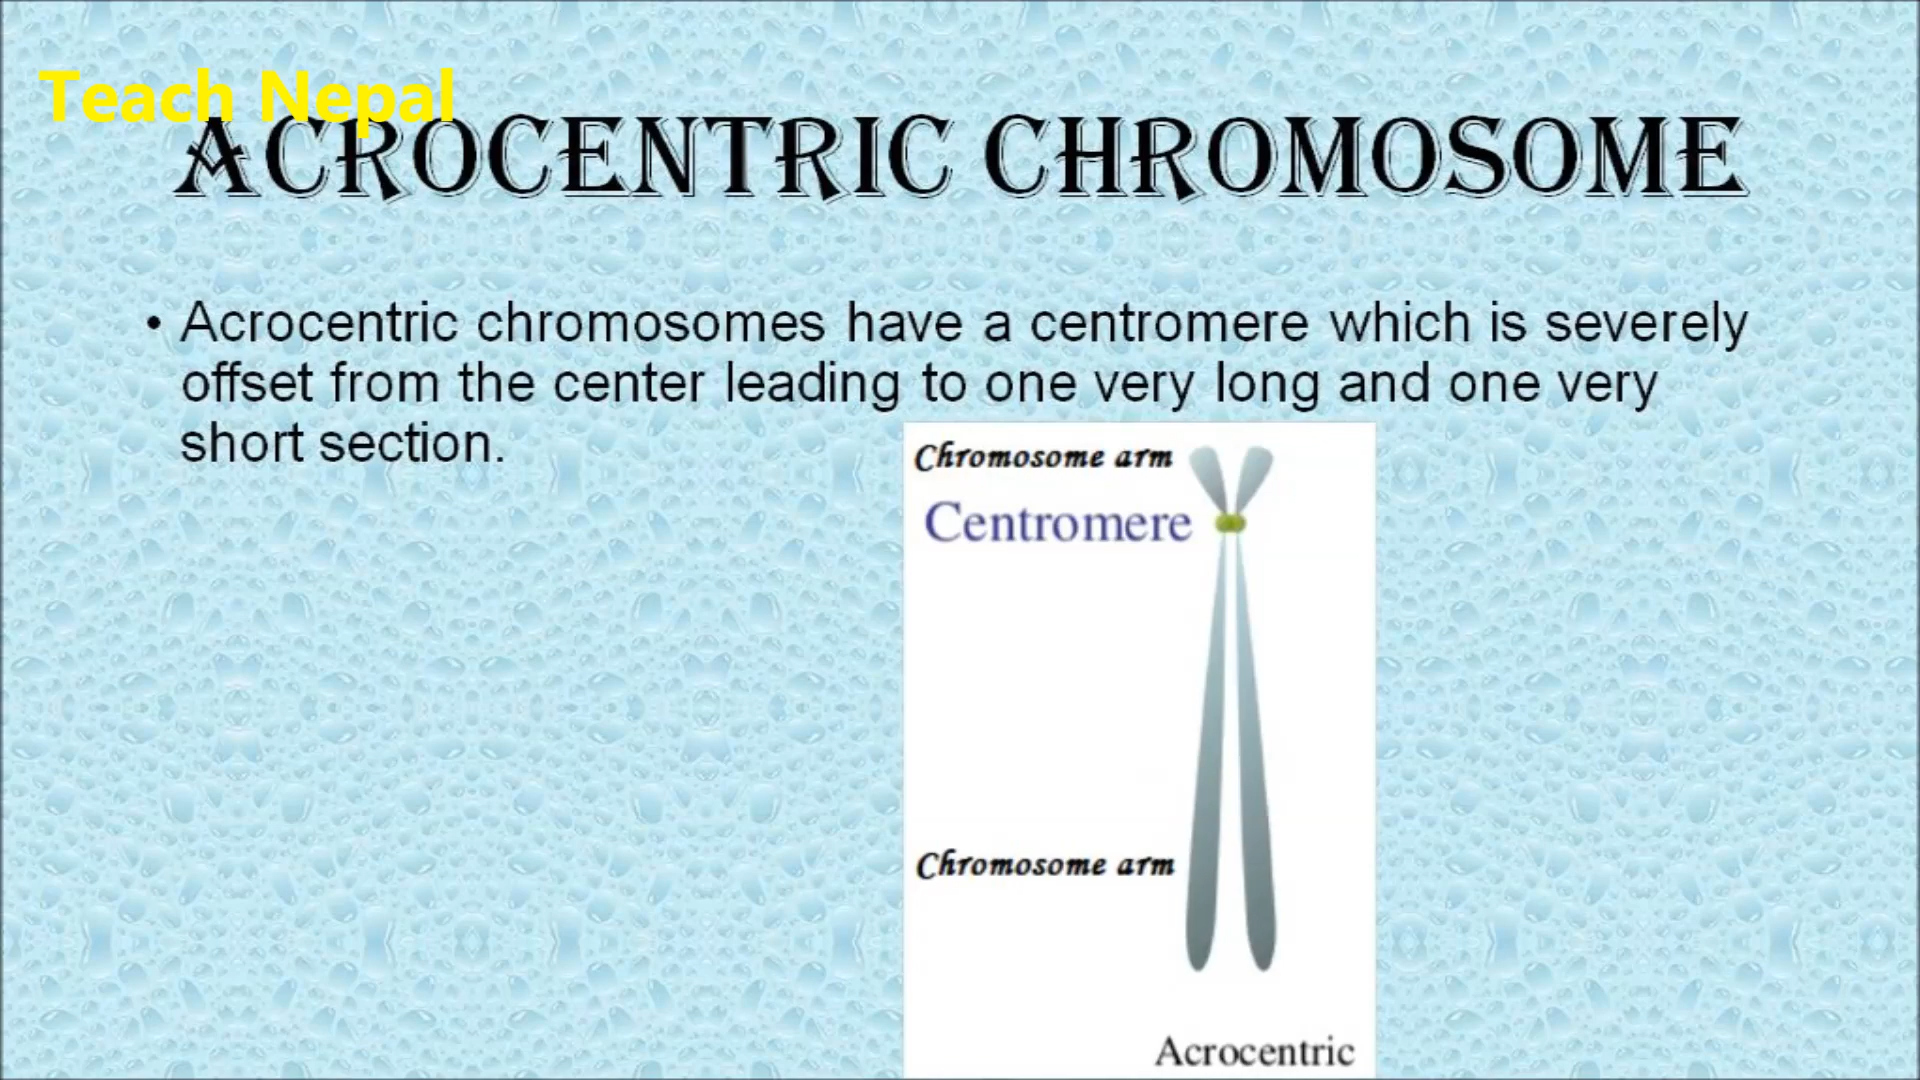 Teach Nepal
ACROCENTRIC CHROMOSOME
• Acrocentric chromosomes have a centromere which is severely
offset from the center leading to one very long and one very
short section.
Chromosome arm
Centromere
Chromosome arm
Acrocentric